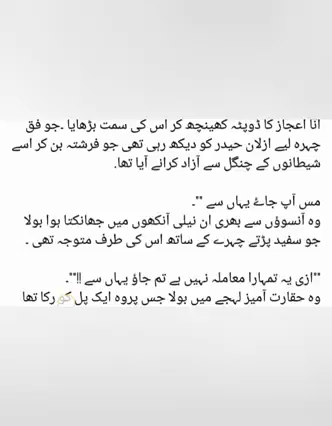 انا اعجاز کا ڈوپٹہ کھینچھ کر اس کی سمت بڑھایا .جو فق
چہرہ لیے ازلان حیدر کو دیکھ رہی تھی جو فرشتہ بن کر اسے
شیطانوں کے چنگل سے آزاد کرانے آیا تھا.
مس آپ جاۓ یہاں سے **۔
وہ آنسوؤں سے بھری ان نیلی آنکھوں میں جھانکتا ہوا بولا
جو سفید پڑتے چہرے کے ساتھ اس کی طرف متوجہ تھی ۔
**ازی یہ تمہارا معاملہ نہیں ہے تم جاؤ یہاں سے !!**۔
وہ حقارت آمیز لہجے میں بولا جس پروہ ایک پل کو رکا تھا